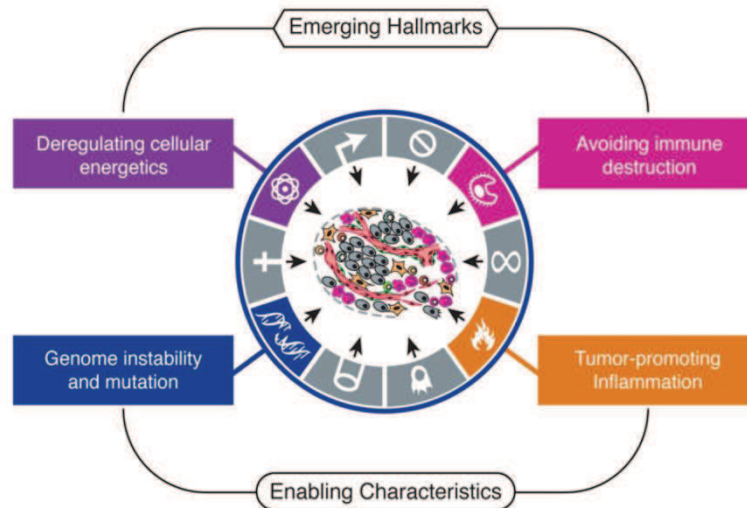 Emerging Hallmarks
Deregulating cellular
energetics
Avoiding immune
destruction
Genome instability
and mutation
Tumor-promoting
Inflammation
Enabling Characteristics